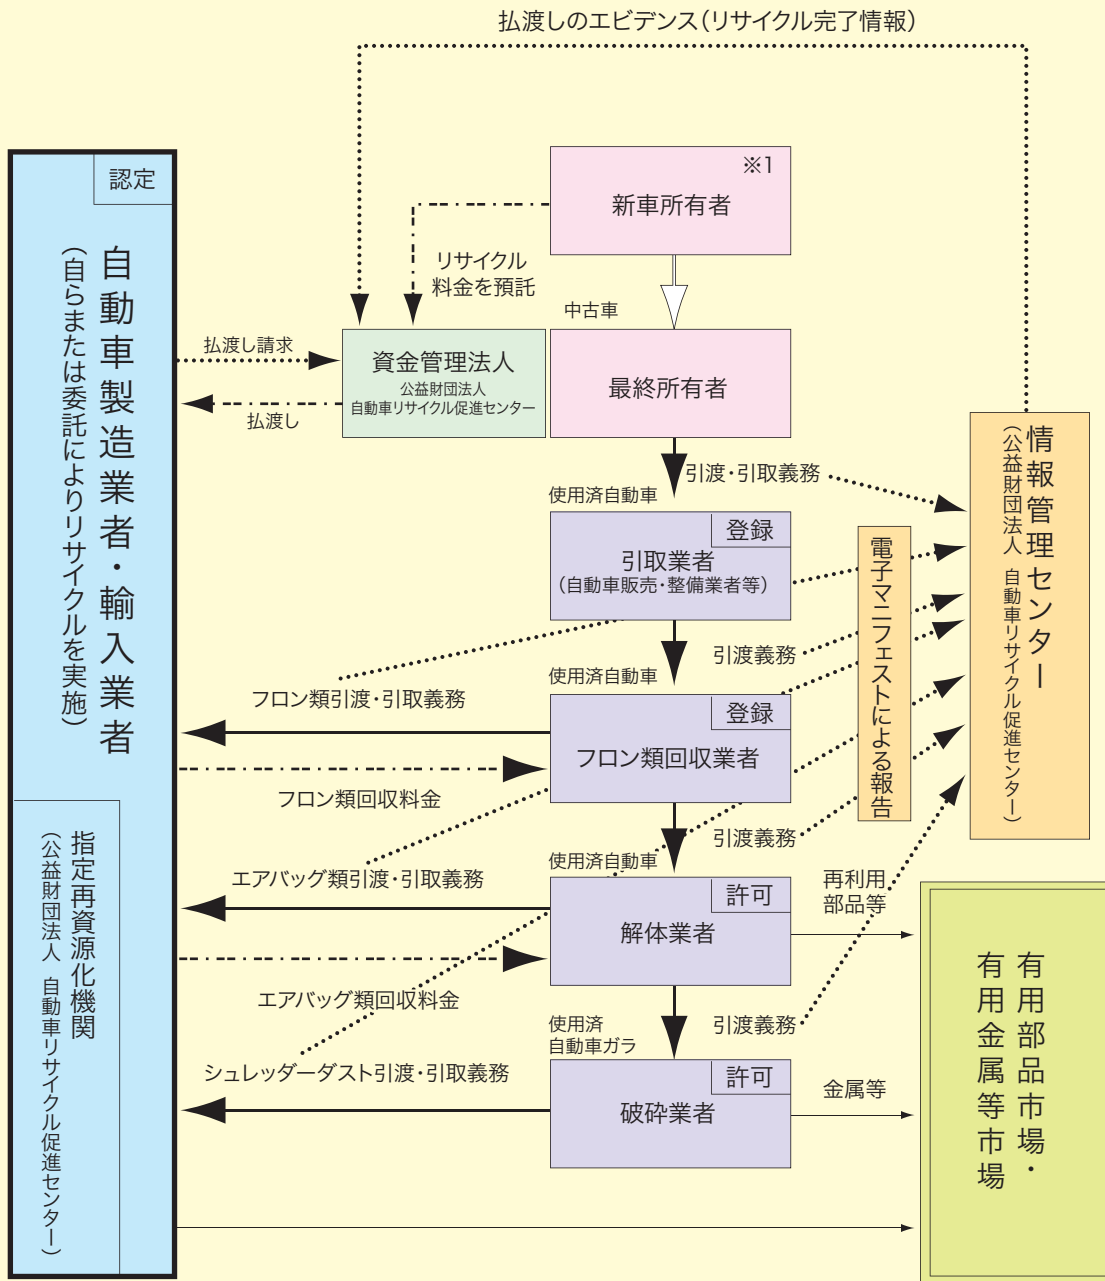 払渡しのエビデンス(リサイクル完了情報)
認定
自動車製造業者・輸入業者
(自らまたは委託によりリサイクルを実施)
指定再資源化機関
(公益財団法人 自動車リサイクル促進センター)
※1
新車所有者
リサイクル
料金を預託
中古車
払渡し請求
払渡し
資金管理法人
公益財団法人
自動車リサイクル促進センター
最終所有者
引渡・引取義務
使用済自動車
登録
引取業者
(自動車販売・整備業者等)
情報管理センター
(公益財団法人 自動車リサイクル促進センター)
電子マニフェストによる報告
引渡義務
使用済自動車
フロン類引渡・引取義務
登録
フロン類回収業者
フロン類回収料金
引渡義務
使用済自動車
エアバッグ類引渡・引取義務
許可
解体業者
再利用
部品等
エアバッグ類回収料金
使用済
自動車ガラ
引渡義務
シュレッダーダスト引渡・引取義務
許可
破砕業者
金属等
有用部品市場・
有用金属等市場